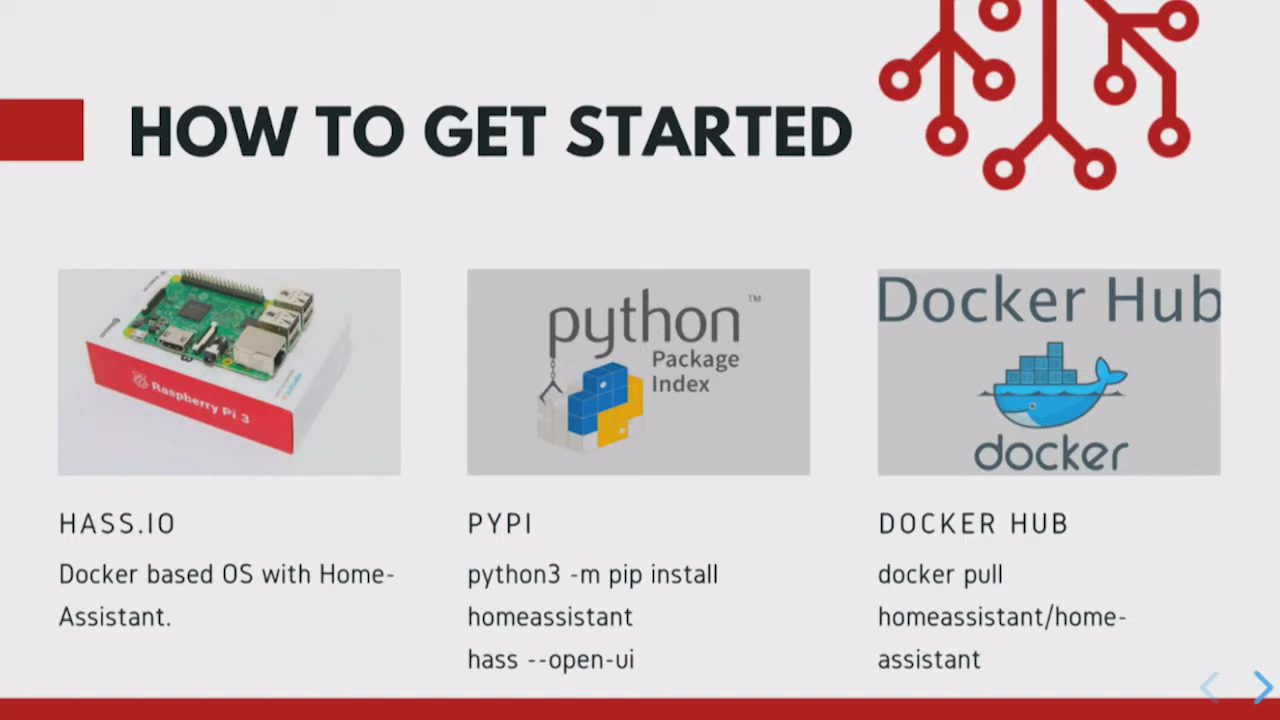 HOW TO GET STARTED
Raspberry Pi 3
python™
Package
Index
Docker Hub
docker
HASS.IO
Docker based OS with Home-
Assistant.
PYPI
python3 -m pip install
homeassistant
hass --open-ui
DOCKER HUB
docker pull
homeassistant/home-
assistant